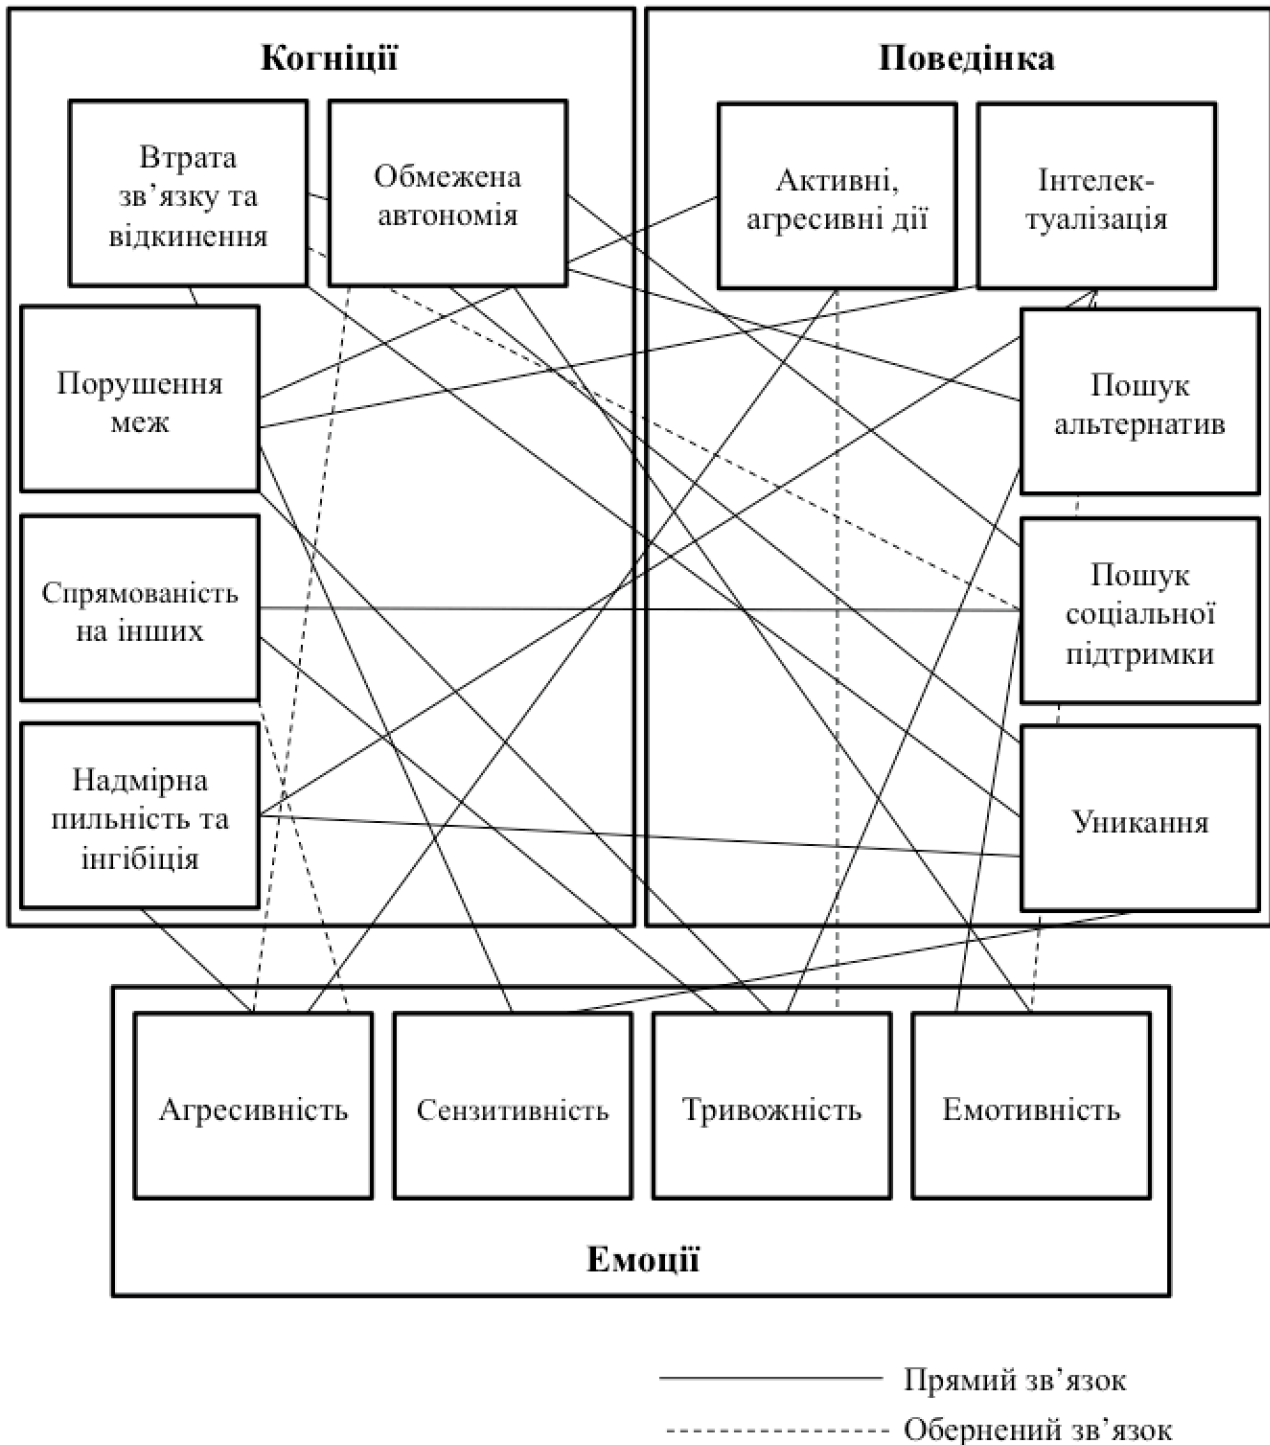 Когніції
Втрата
зв’язку та
відкинення
Обмежена
автономія
Порушення
меж
Спрямованість
на інших
Надмірна
пильність та
інгібіція
Поведінка
Активні,
агресивні дії
Інтелек-
туалізація
Пошук
альтернатив
Пошук
соціальної
підтримки
Уникання
Агресивність
Сензитивність
Тривожність
Емотивність
Емоції
Прямий зв’язок
Обернений зв’язок